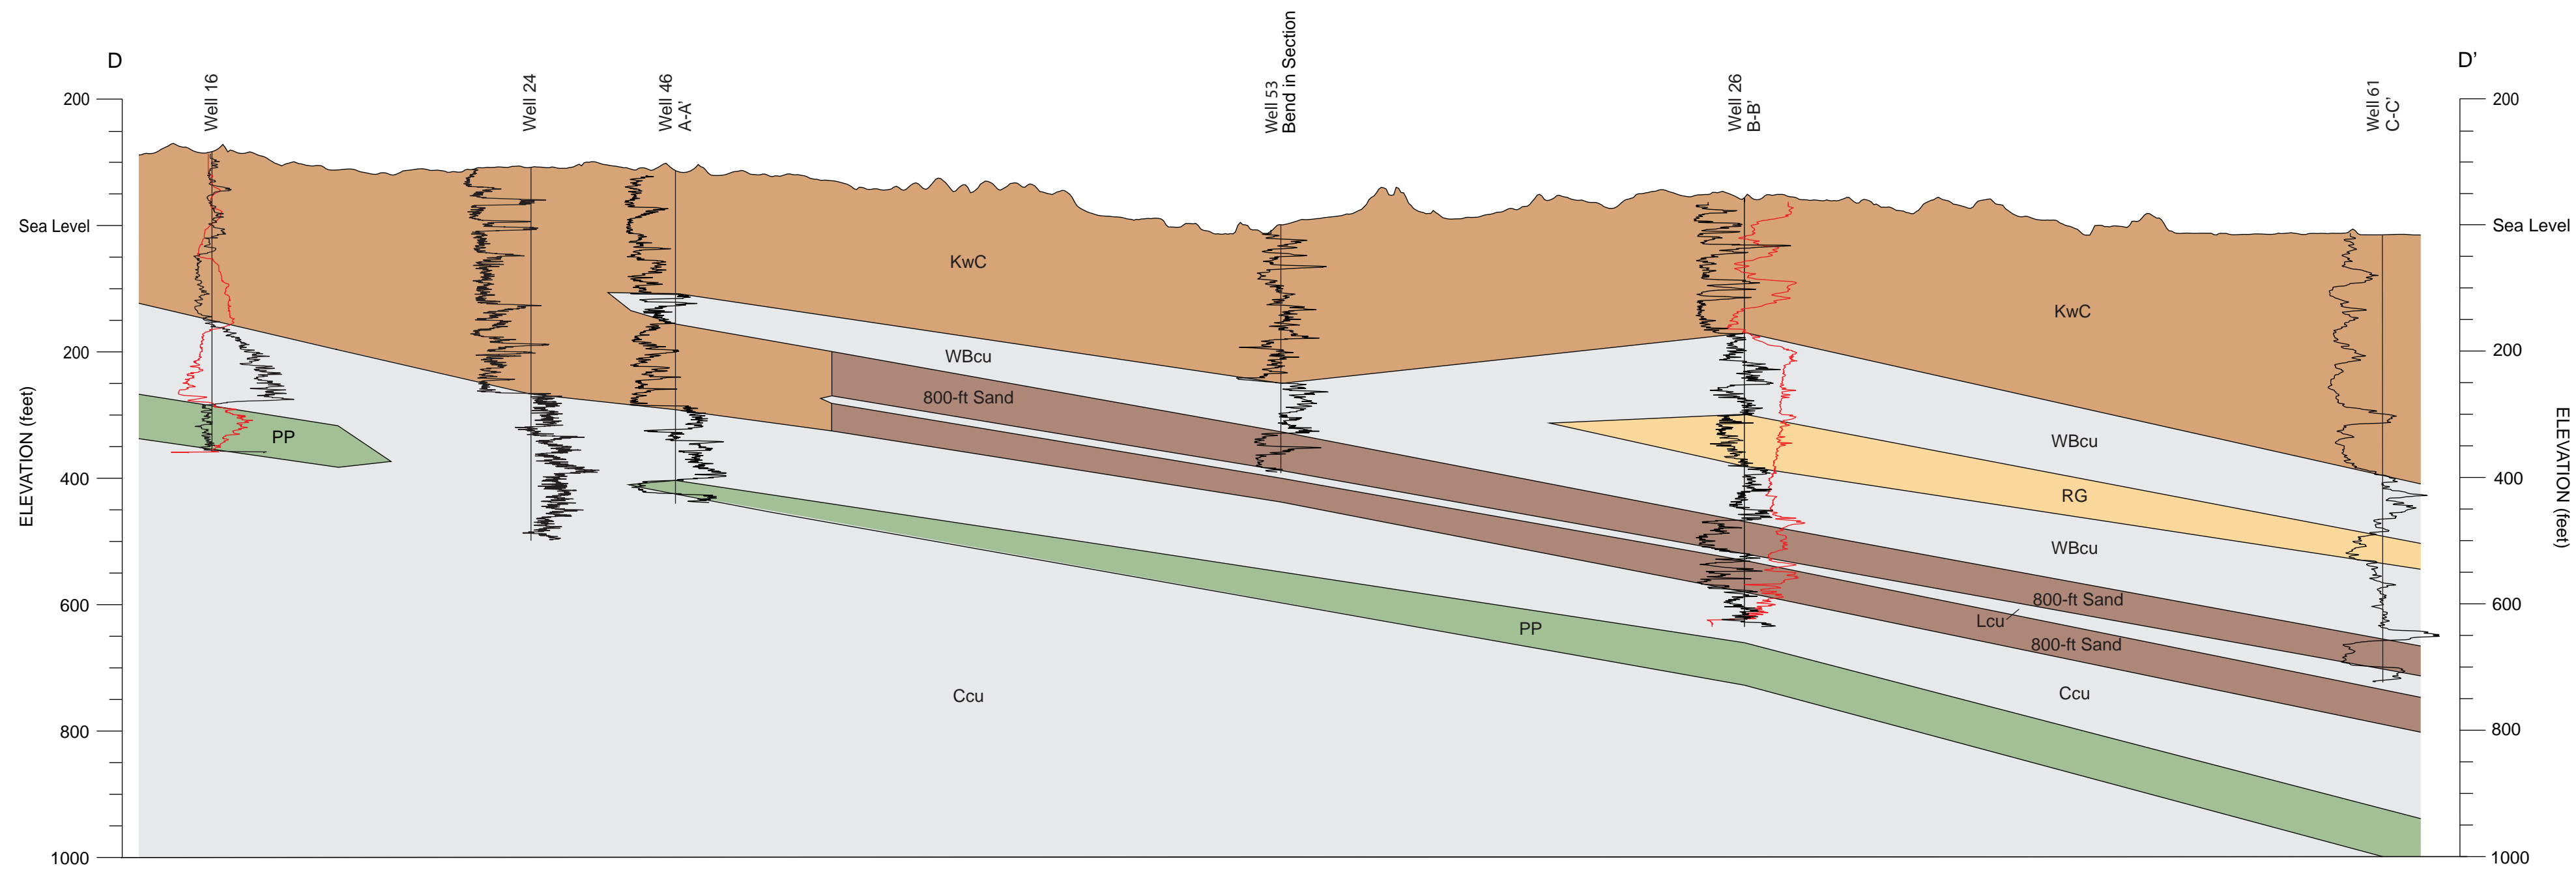 D
D’
Well 16
Well 24
Well 46
A-A’
Well 53
Bend in Section
Well 26
B-B’
Well 61
C-C’
200
200
Sea Level
Sea Level
KwC
KwC
WBcu
200
200
800-ft Sand
ELEVATION (feet)
ELEVATION (feet)
PP
WBcu
400
400
RG
WBcu
600
600
800-ft Sand
Lcu
PP
800-ft Sand
Ccu
Ccu
800
800
1000
1000